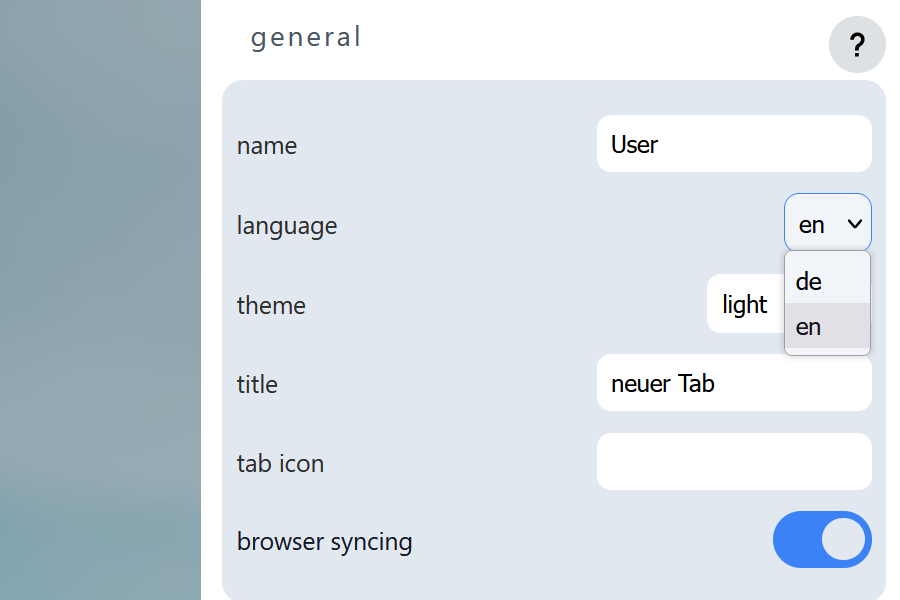 general
?
name
User
language
en
de
theme
light
en
title
neuer Tab
tab icon
browser syncing